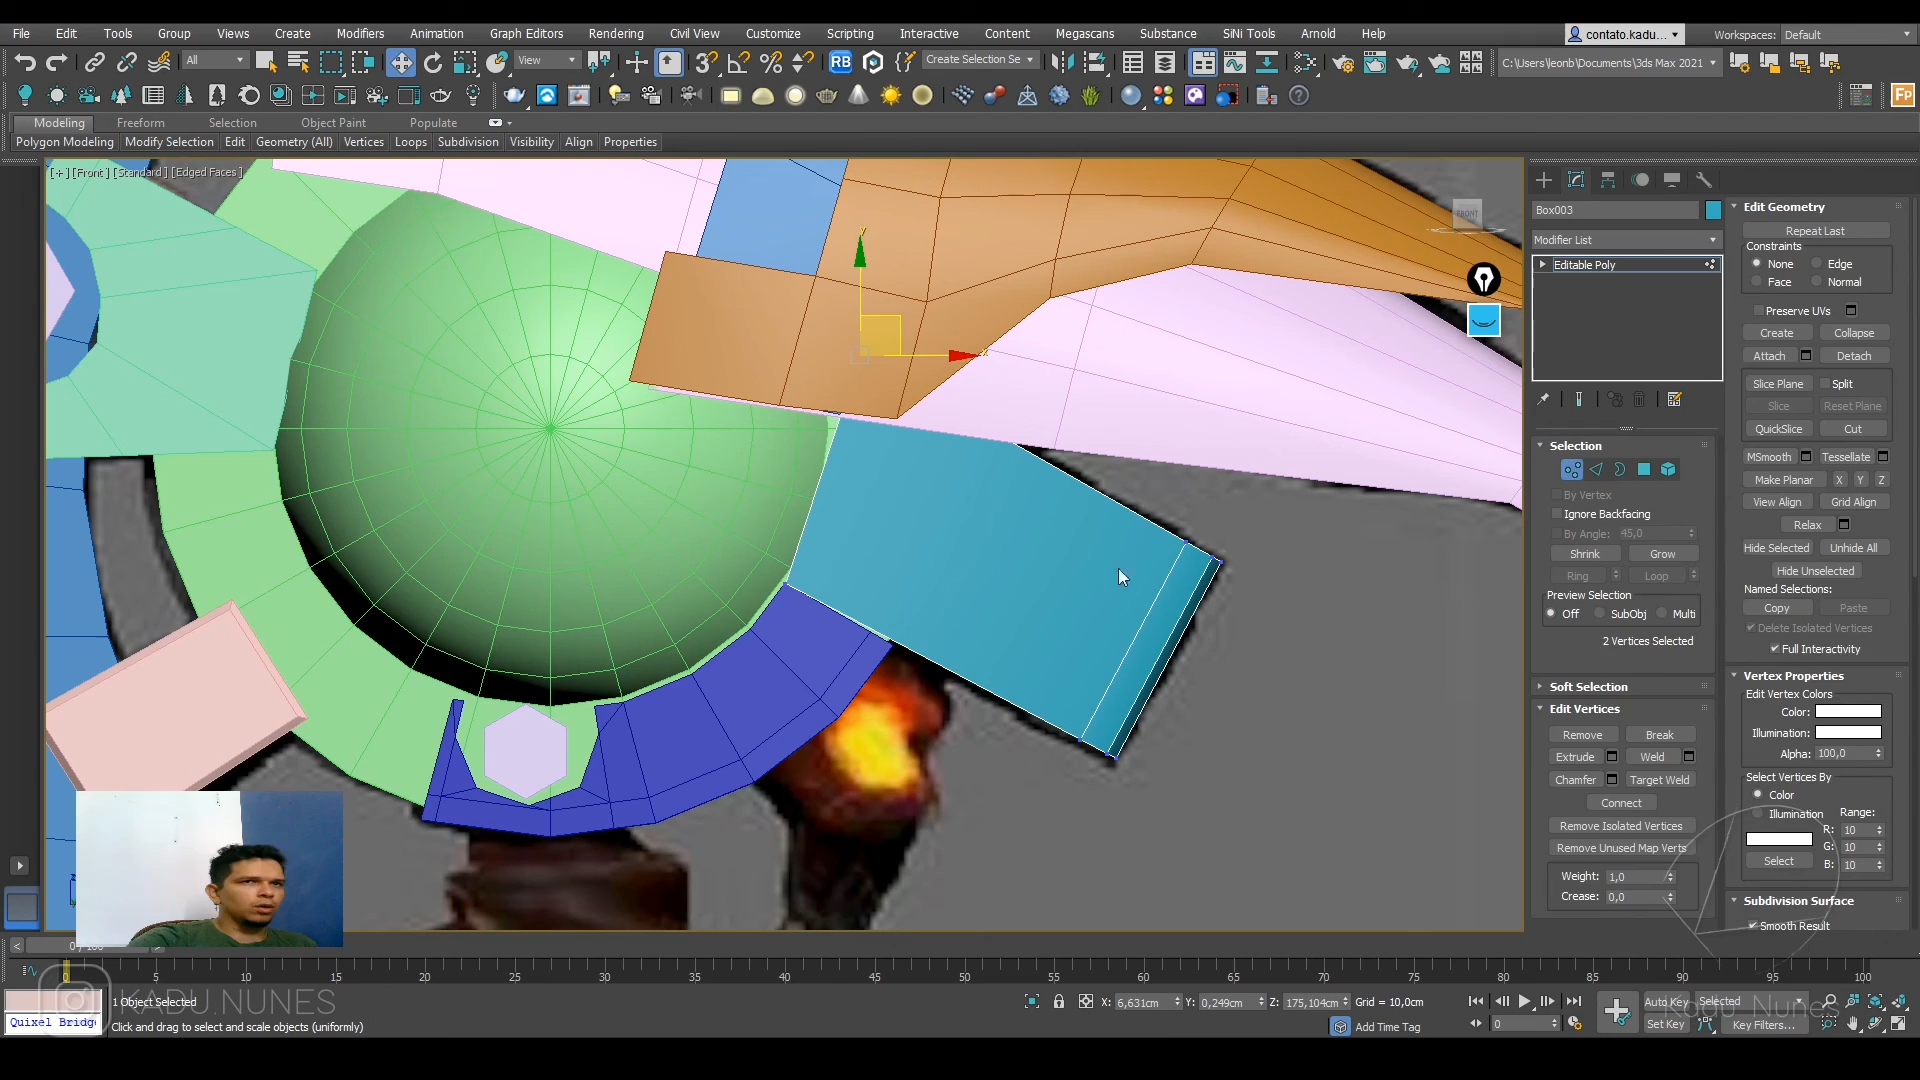 File Edit Tools Group Views Create Modifiers Animation Graph Editors Rendering Civil View Customize Scripting Interactive Content Megascans Substance SiNi Tools Arnold Help contato.kadu... Workspaces: Default
All View Create Selection Se C:\Users\leonb\Documents\3ds Max 2021
Modeling Freeform Selection Object Paint Populate
Polygon Modeling Modify Selection Edit Geometry (All) Vertices Loops Subdivision Visibility Align Properties
[+] [Front] [Standard] [Edged Faces]
FRONT
Box003
Modifier List
Editable Poly
Selection
By Vertex
Ignore Backfacing
By Angle: 45,0
Shrink Grow
Ring Loop
Preview Selection
Off SubObj Multi
2 Vertices Selected
Soft Selection
Edit Vertices
Remove Break
Extrude Weld
Chamfer Target Weld
Connect
Remove Isolated Vertices
Remove Unused Map Verts
Weight: 1,0
Crease: 0,0
Edit Geometry
Repeat Last
Constraints
None Edge
Face Normal
Preserve UVs
Create Collapse
Attach Detach
Slice Plane Split
Slice Reset Plane
QuickSlice Cut
MSmooth Tessellate
Make Planar X Y Z
View Align Grid Align
Relax
Hide Selected Unhide All
Hide Unselected
Named Selections:
Copy Paste
Delete Isolated Vertices
Full Interactivity
Vertex Properties
Edit Vertex Colors
Color:
Illumination:
Alpha: 100,0
Select Vertices By
Color
Illumination Range:
R: 10
G: 10
Select B: 10
Subdivision Surface
Smooth Result
0 5 10 15 20 25 30 35 40 45 50 55 60 65 70 75 80 85 90 95 100
KADU.NUNES
1 Object Selected
Quixel Bridg
Click and drag to select and scale objects (uniformly)
X: 6,631cm Y: 0,249cm Z: 175,104cm Grid = 10,0cm
Add Time Tag
0
Auto Key Selected
Set Key Key Filters...
Kadu Nunes